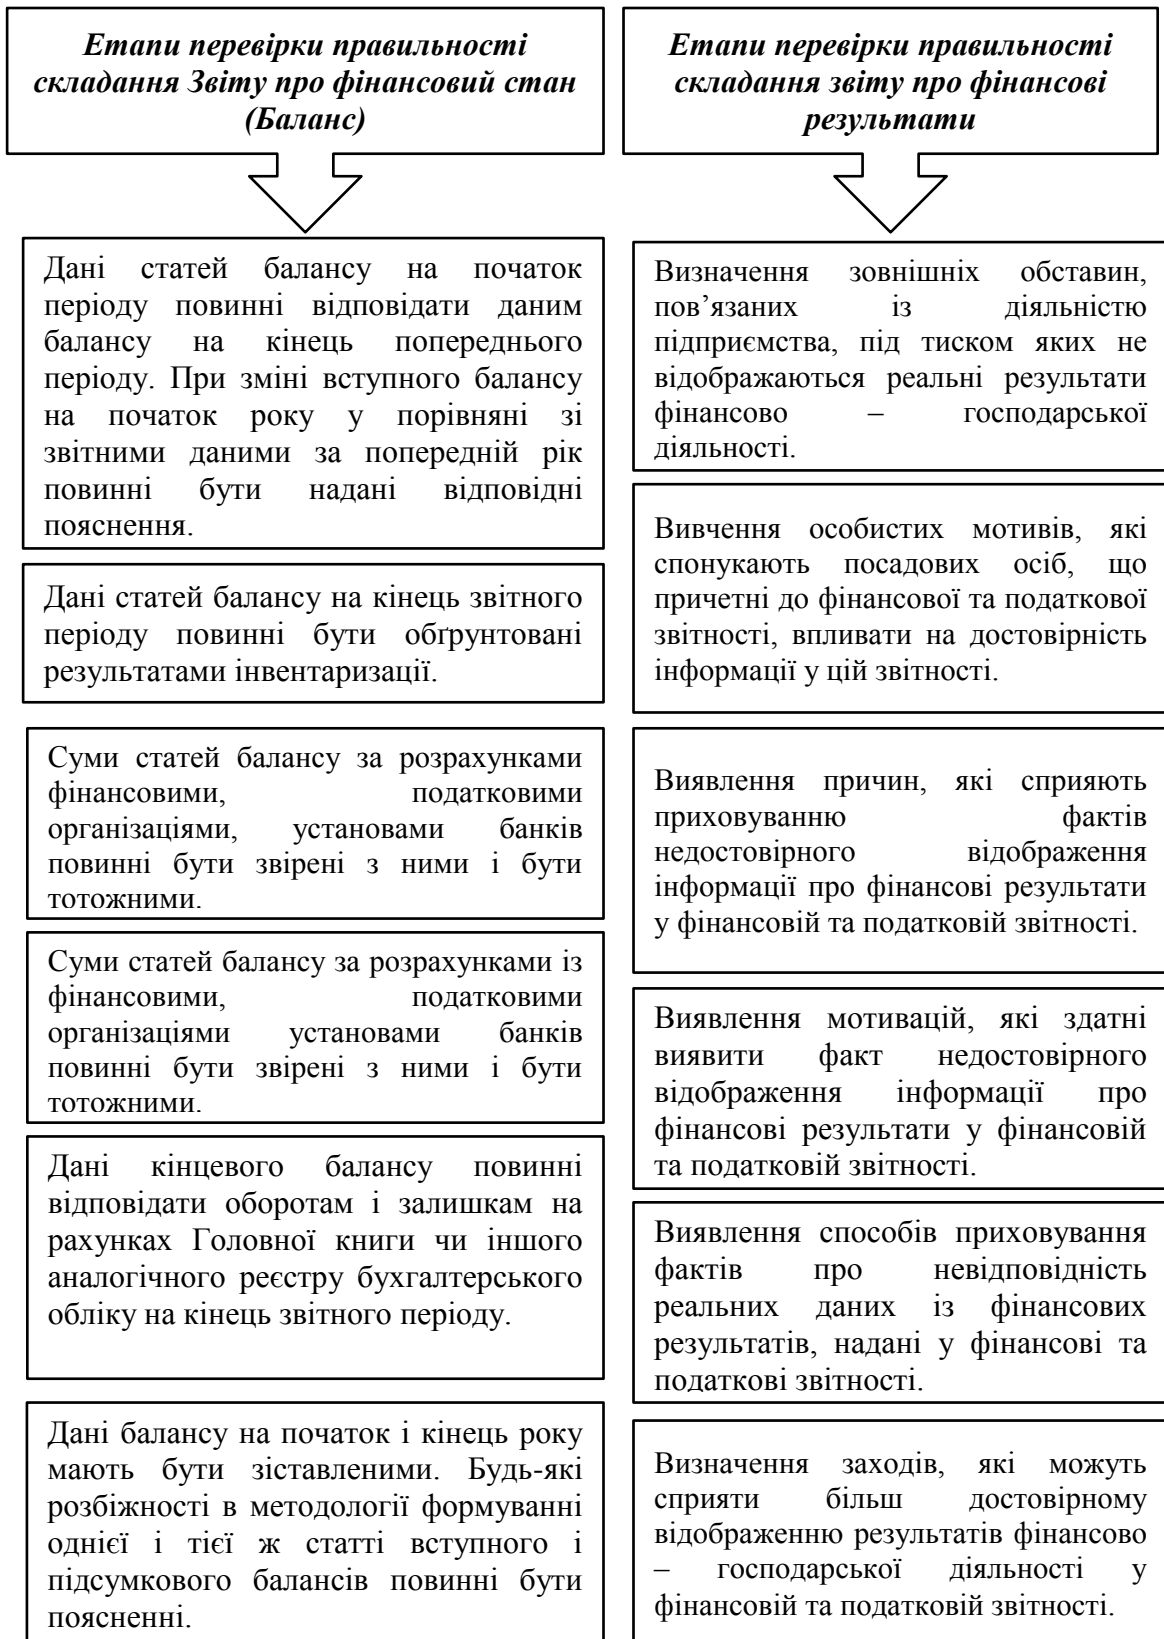 Етапи перевірки правильності
складання Звіту про фінансовий стан
(Баланс)
Дані статей балансу на початок
періоду повинні відповідати даним
балансу на кінець попереднього
періоду. При зміні вступного балансу
на початок року у порівняні зі
звітними даними за попередній рік
повинні бути надані відповідні
пояснення.
Дані статей балансу на кінець звітного
періоду повинні бути обґрунтовані
результатами інвентаризації.
Суми статей балансу за розрахунками
фінансовими, податковими
організаціями, установами банків
повинні бути звірені з ними і бути
тотожними.
Суми статей балансу за розрахунками із
фінансовими, податковими
організаціями установами банків
повинні бути звірені з ними і бути
тотожними.
Дані кінцевого балансу повинні
відповідати оборотам і залишкам на
рахунках Головної книги чи іншого
аналогічного реєстру бухгалтерського
обліку на кінець звітного періоду.
Дані балансу на початок і кінець року
мають бути зіставленими. Будь-які
розбіжності в методології формуванні
однієї і тієї ж статті вступного і
підсумкового балансів повинні бути
поясненні.
Етапи перевірки правильності
складання звіту про фінансові
результати
Визначення зовнішніх обставин,
пов’язаних із діяльністю
підприємства, під тиском яких не
відображаються реальні результати
фінансово – господарської
діяльності.
Вивчення особистих мотивів, які
спонукають посадових осіб, що
причетні до фінансової та податкової
звітності, впливати на достовірність
інформації у цій звітності.
Виявлення причин, які сприяють
приховуванню фактів
недостовірного відображення
інформації про фінансові результати
у фінансовій та податковій звітності.
Виявлення мотивацій, які здатні
виявити факт недостовірного
відображення інформації про
фінансові результати у фінансовій
та податковій звітності.
Виявлення способів приховування
фактів про невідповідність
реальних даних із фінансових
результатів, надані у фінансові та
податкові звітності.
Визначення заходів, які можуть
сприяти більш достовірному
відображенню результатів фінансово
– господарської діяльності у
фінансовій та податковій звітності.